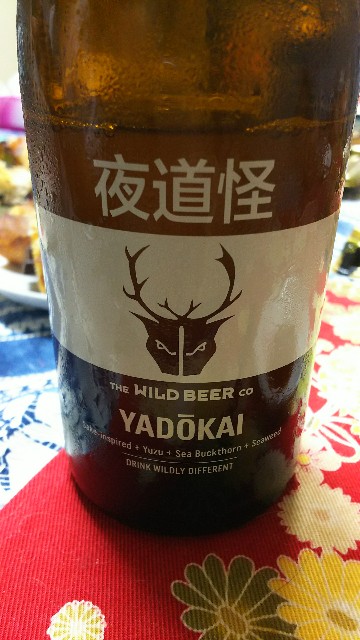 夜道怪
THE WILD BEER CO
YADŌKAI
Sake-inspired + Yuzu + Sea Buckthorn + Seaweed
DRINK WILDLY DIFFERENT